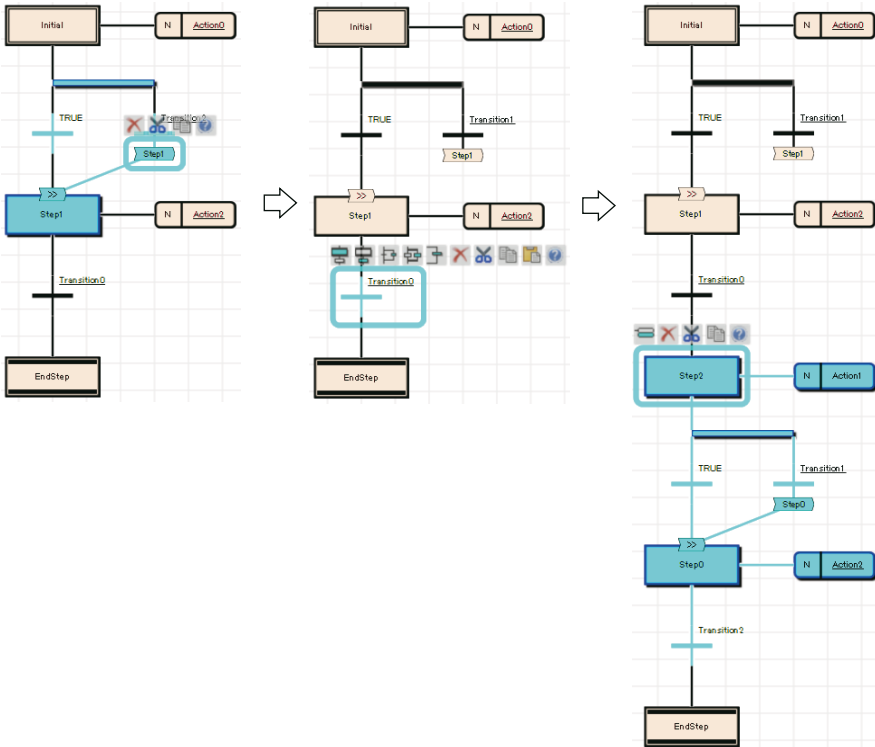 Initial
N Action0
TRUE
Step1
>>
Step1
N Action2
Transition0
EndStep
Initial
N Action0
TRUE
Transition1
Step1
>>
Step1
N Action2
Transition0
EndStep
Initial
N Action0
TRUE
Transition1
Step1
>>
Step1
N Action2
Transition0
Step2
N Action1
TRUE
Transition1
Step0
>>
Step0
N Action2
Transition2
EndStep